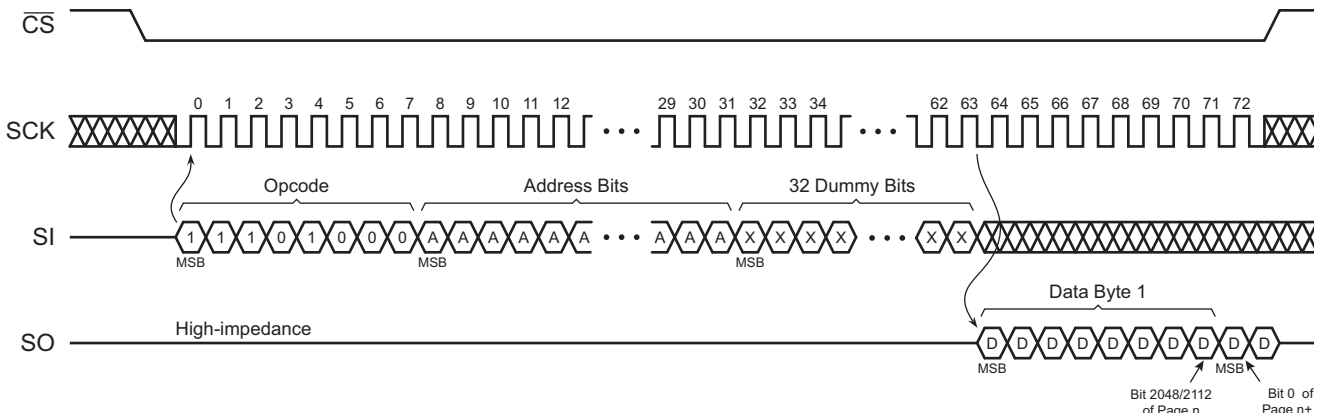 CS
0 1 2 3 4 5 6 7 8 9 10 11 12 29 30 31 32 33 34 62 63 64 65 66 67 68 69 70 71 72
SCK
Opcode Address Bits 32 Dummy Bits
SI 1 1 1 0 1 0 0 0 A A A A A A A A A X X X X X X
MSB MSB MSB
Data Byte 1
High-impedance
SO D D D D D D D D D D
MSB MSB
Bit 2048/2112 Bit 0 of
of Page n Page n+